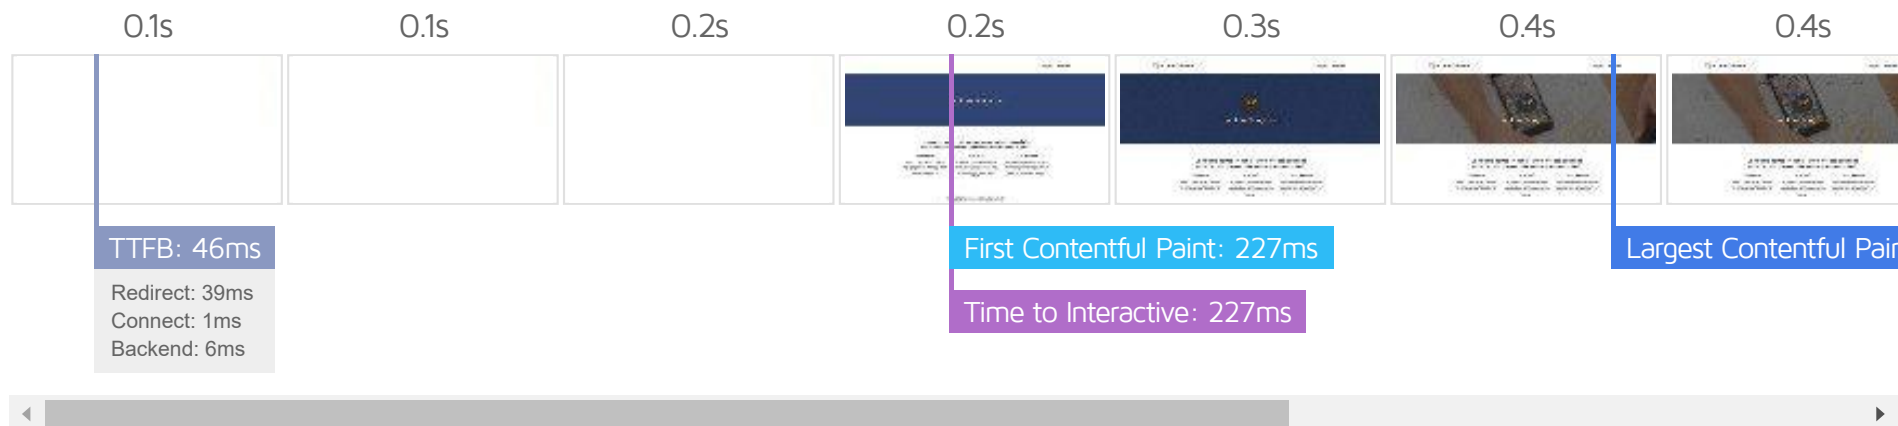 0.1s 0.1s 0.2s 0.2s 0.3s 0.4s 0.4s
TTFB: 46ms
Redirect: 39ms
Connect: 1ms
Backend: 6ms
First Contentful Paint: 227ms
Time to Interactive: 227ms
Largest Contentful